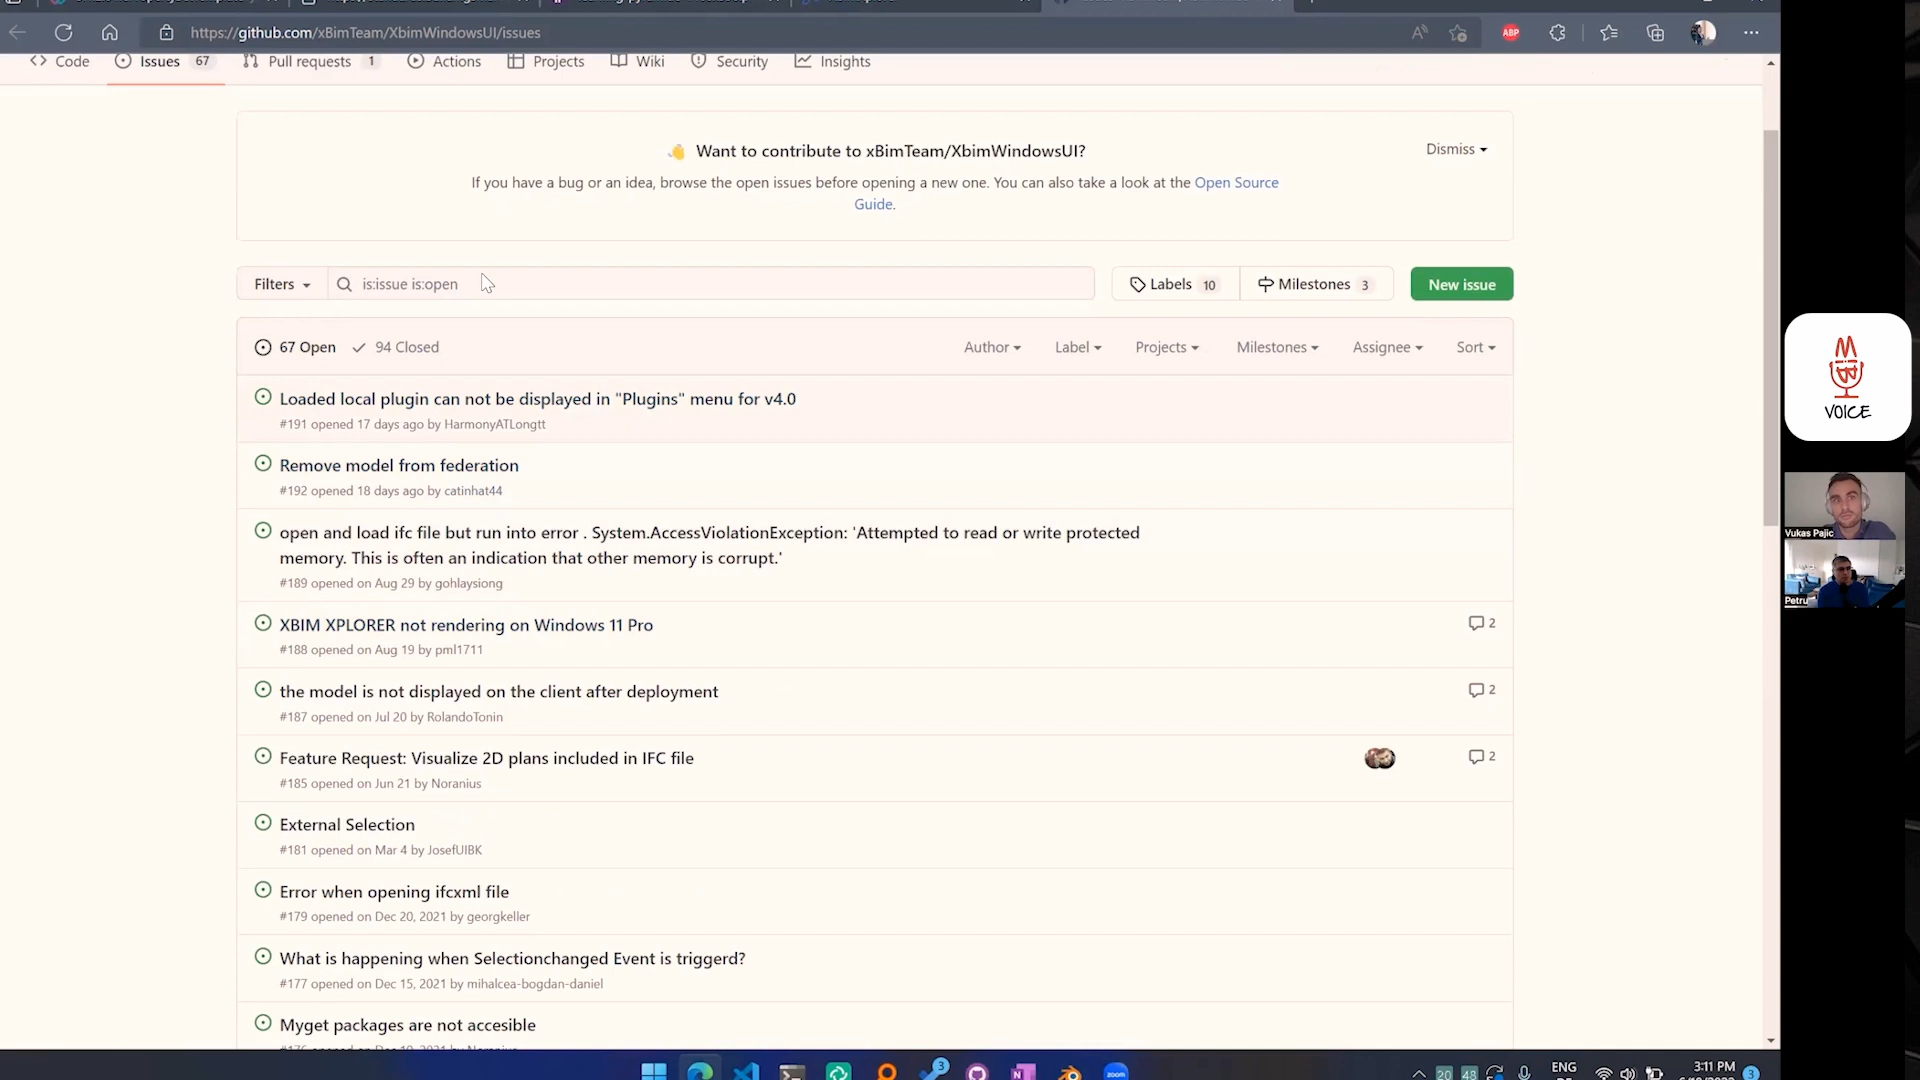 https://github.com/xBimTeam/XbimWindowsUI/issues
ABP
Code
Issues 67
Pull requests 1
Actions
Projects
Wiki
Security
Insights
Want to contribute to xBimTeam/XbimWindowsUI?
Dismiss
If you have a bug or an idea, browse the open issues before opening a new one. You can also take a look at the Open Source
Guide.
Filters
is:issue is:open
Labels 10
Milestones 3
New issue
67 Open
94 Closed
Author
Label
Projects
Milestones
Assignee
Sort
Loaded local plugin can not be displayed in "Plugins" menu for v4.0
#191 opened 17 days ago by HarmonyATLongtt
Remove model from federation
#192 opened 18 days ago by catinhat44
open and load ifc file but run into error . System.AccessViolationException: 'Attempted to read or write protected
memory. This is often an indication that other memory is corrupt.'
#189 opened on Aug 29 by gohlaysiong
XBIM XPLORER not rendering on Windows 11 Pro
2
#188 opened on Aug 19 by pml1711
the model is not displayed on the client after deployment
2
#187 opened on Jul 20 by RolandoTonin
Feature Request: Visualize 2D plans included in IFC file
2
#185 opened on Jun 21 by Noranius
External Selection
#181 opened on Mar 4 by JosefUIBK
Error when opening ifcxml file
#179 opened on Dec 20, 2021 by georgkeller
What is happening when Selectionchanged Event is triggerd?
#177 opened on Dec 15, 2021 by mihalcea-bogdan-daniel
Myget packages are not accesible
VOICE
Vukas Pajic
Petru
3
zoom
20
48
ENG
3:11 PM
3